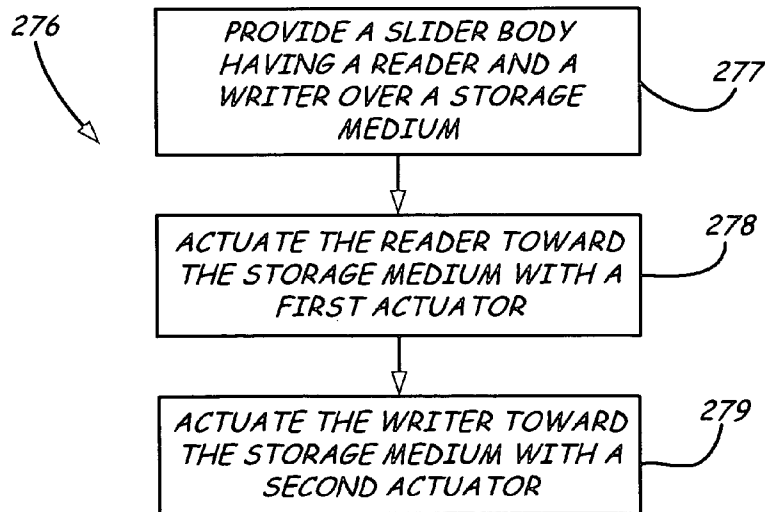 276
PROVIDE A SLIDER BODY
HAVING A READER AND A
WRITER OVER A STORAGE
MEDIUM
277
ACTUATE THE READER TOWARD
THE STORAGE MEDIUM WITH A
FIRST ACTUATOR
278
ACTUATE THE WRITER TOWARD
THE STORAGE MEDIUM WITH A
SECOND ACTUATOR
279